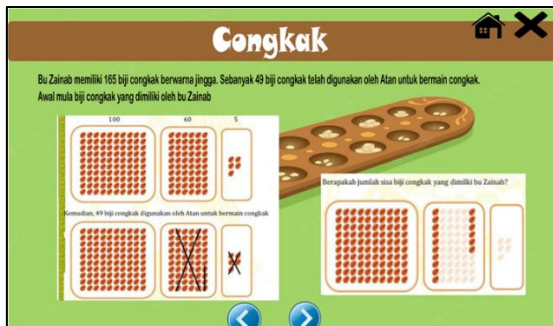 Congkak
Bu Zainab memiliki 165 biji congkak berwarna jingga. Sebanyak 49 biji congkak telah digunakan oleh Atan untuk bermain congkak.
Awal mula biji congkak yang dimiliki oleh bu Zainab
100 60 5
Kemudian, 49 biji congkak digunakan oleh Atan untuk bermain congkak
Berapakah jumlah sisa biji congkak yang dimilki bu Zainab?